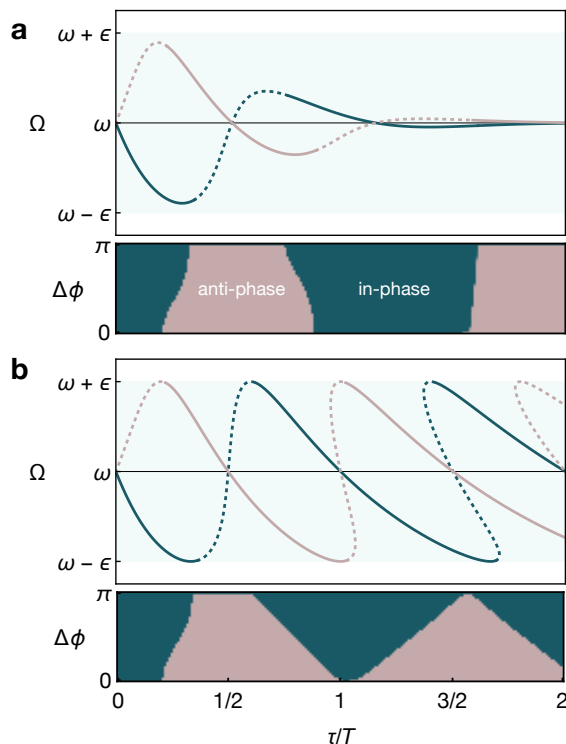 a
ω + ϵ
Ω
ω
ω − ϵ
π
Δϕ
anti-phase
in-phase
0
b
ω + ϵ
Ω
ω
ω − ϵ
π
Δϕ
0
0
1/2
1
3/2
2
τ/T